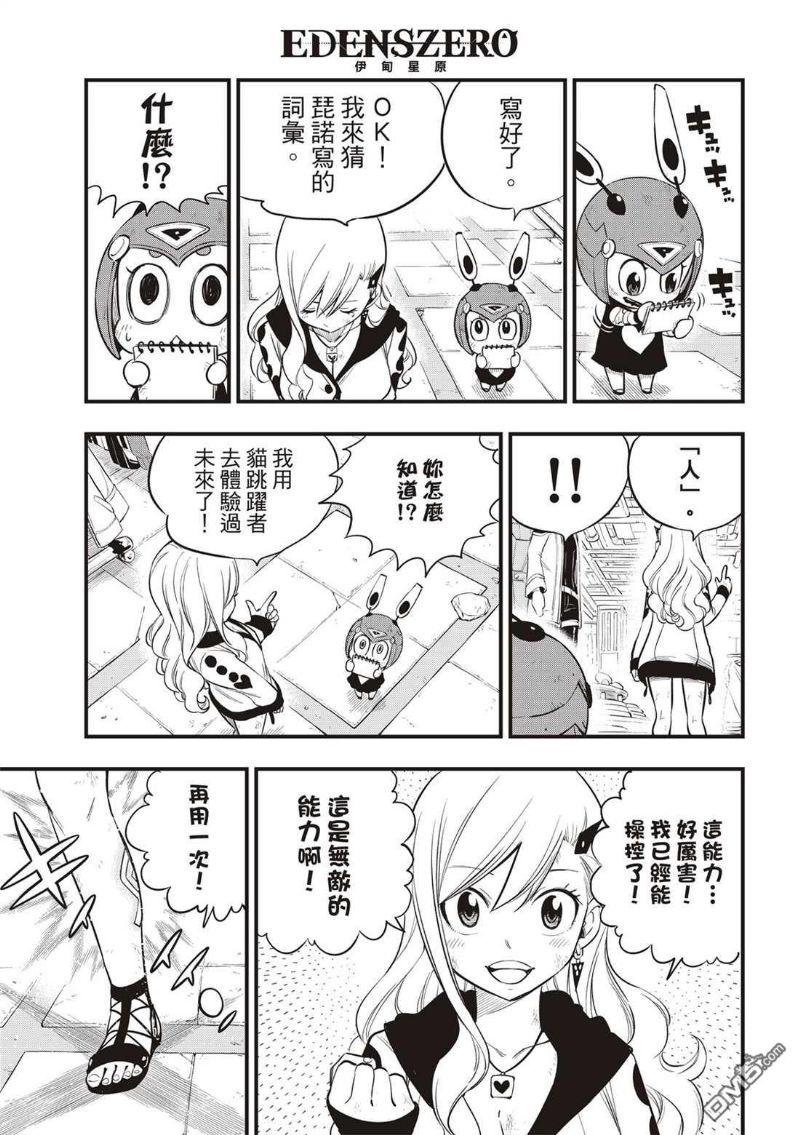 EDENSZERO
伊甸星原
キュッ
キュッ
キュッ
寫好了。
OK！
我來猜
琵諾寫的
詞彙。
什麼!?
「人」。
!!
妳怎麼
知道!?
我用
貓跳躍者
去體驗過
未來了！
這能力…
好厲害！
我已經能
操控了！
這是無敵的
能力啊！
再用一次！
DM5.COM